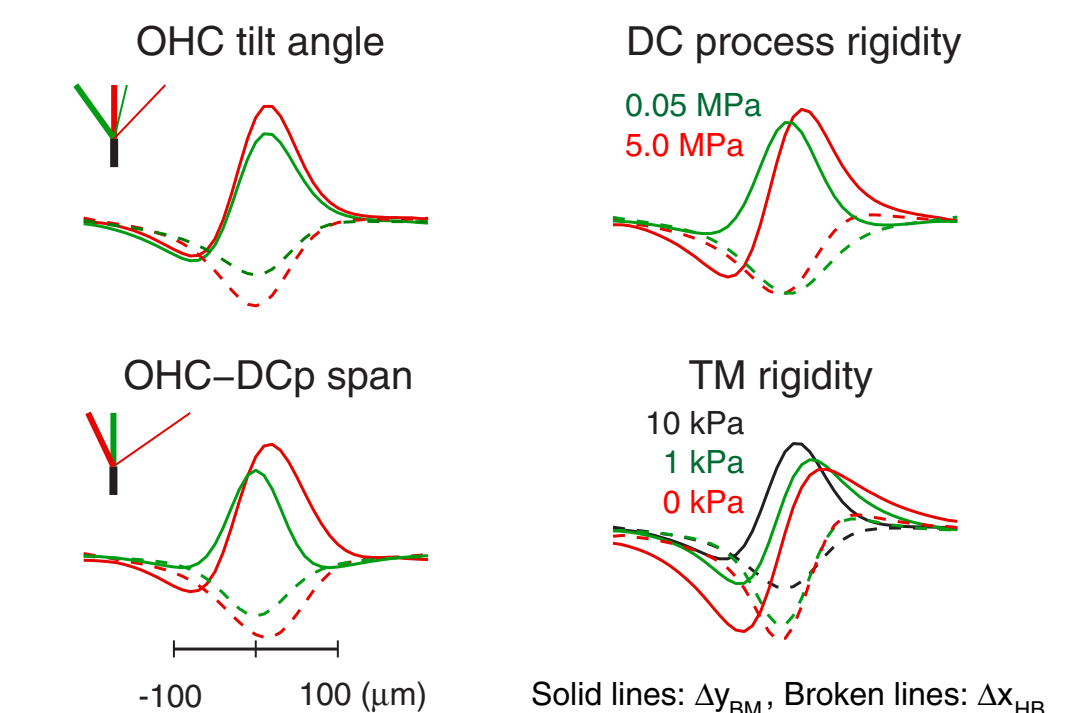 OHC tilt angle
DC process rigidity
0.05 MPa
5.0 MPa
OHC−DCp span
TM rigidity
10 kPa
1 kPa
0 kPa
-100
100 (μm)
Solid lines: Δy_BM, Broken lines: Δx_HB